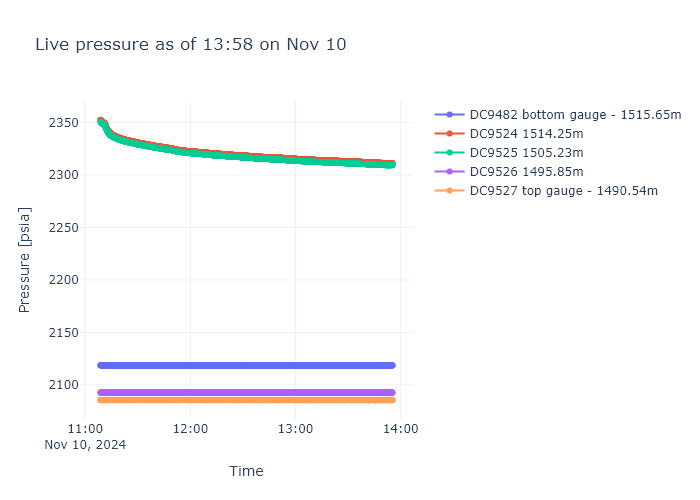 Live pressure as of 13:58 on Nov 10
DC9482 bottom gauge - 1515.65m
DC9524 1514.25m
DC9525 1505.23m
DC9526 1495.85m
DC9527 top gauge - 1490.54m
Pressure [psia]
2350
2300
2250
2200
2150
2100
11:00
12:00
13:00
14:00
Nov 10, 2024
Time